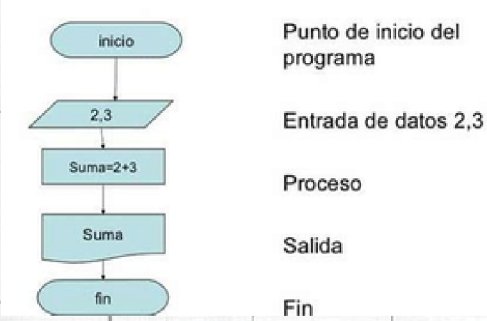 inicio
Punto de inicio del
programa
2,3
Entrada de datos 2,3
Suma=2+3
Proceso
Suma
Salida
fin
Fin